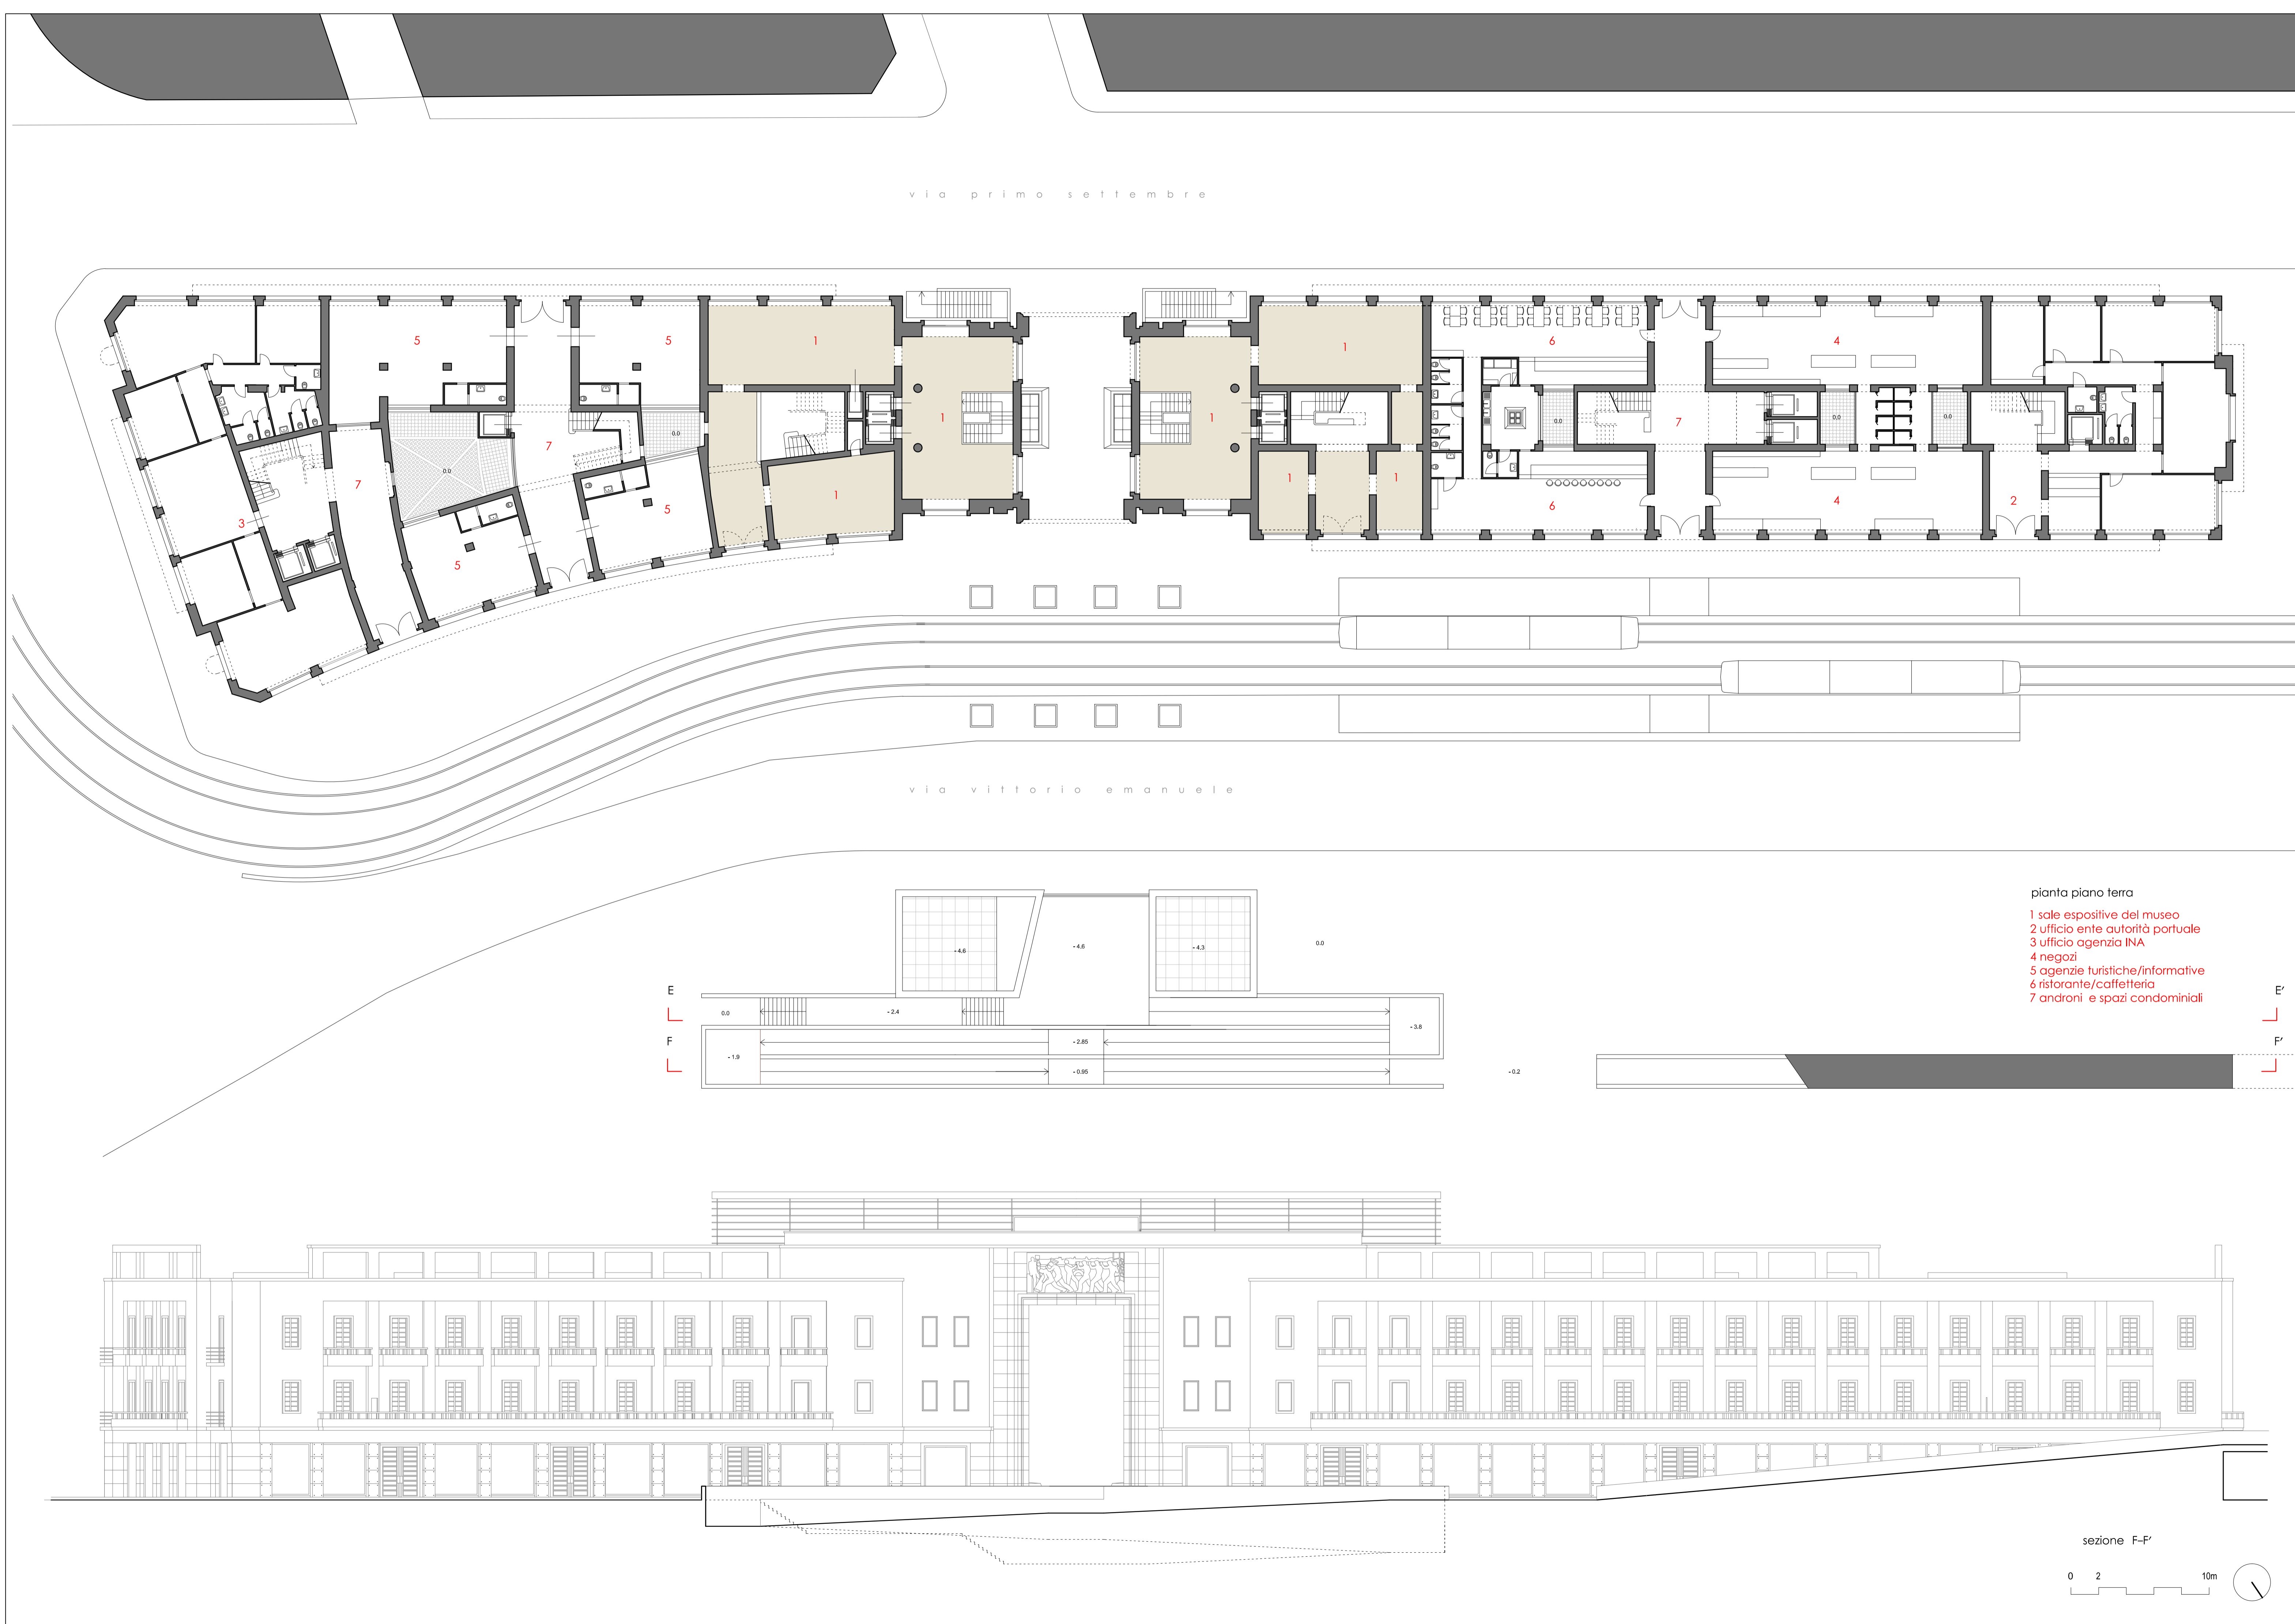 via primo settembre
5
5
1
1
6
4
1
1
0.0
0.0
7
0.0
7
0.0
0.0
7
1
1
1
5
6
4
2
3
5
via vittorio emanuele
pianta piano terra
1 sale espositive del museo
2 ufficio ente autorità portuale
3 ufficio agenzia INA
4 negozi
5 agenzie turistiche/informative
6 ristorante/caffetteria
7 androni e spazi condominiali
- 4,6
- 4,6
- 4,3
0.0
E
E'
0.0
- 2.4
- 3.8
F
F'
- 2.85
- 1.9
- 0.95
- 0.2
sezione F-F'
0 2 10m